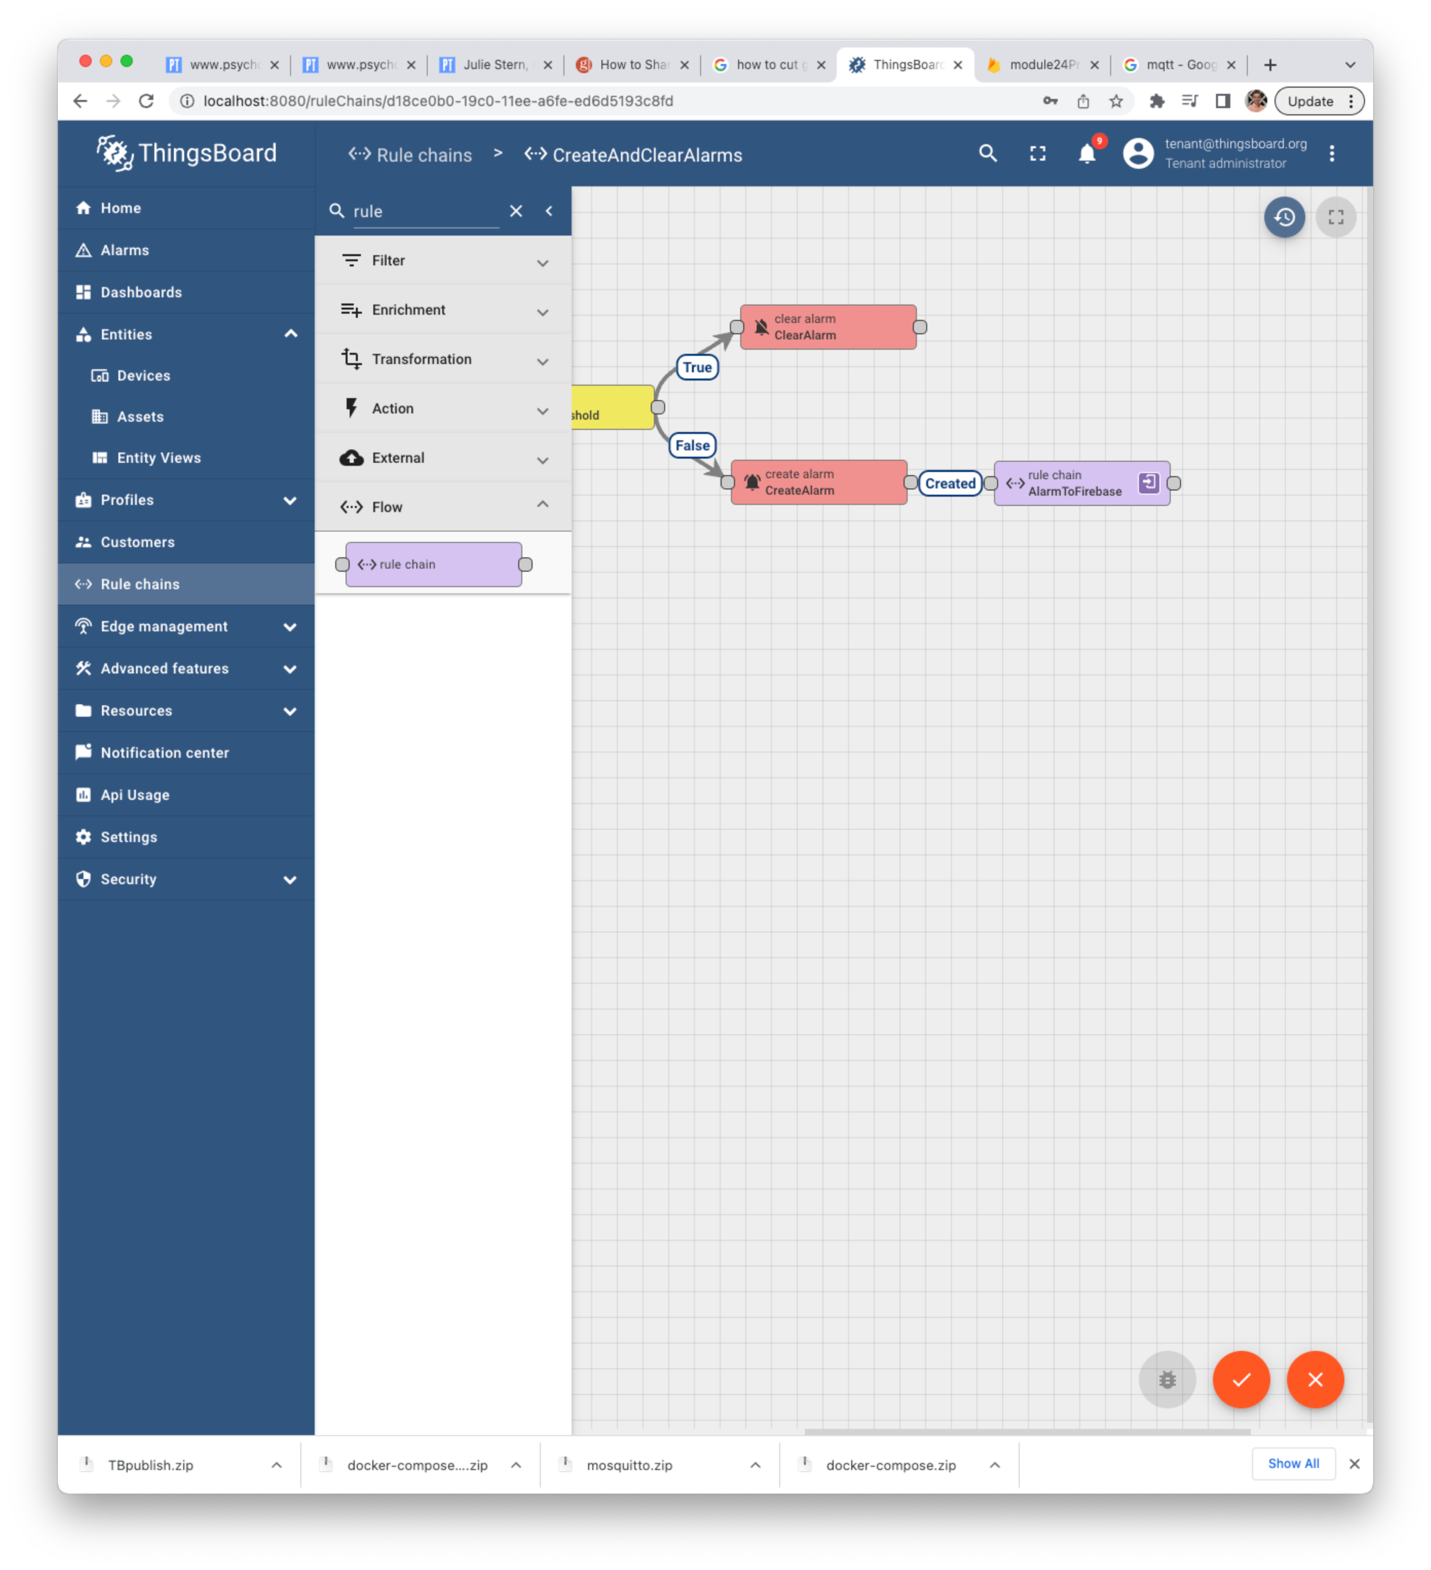 www.psych
www.psych
Julie Stern,
How to Shar
how to cut g
ThingsBoard
module24Pr
mqtt - Goog
localhost:8080/ruleChains/d18ce0b0-19c0-11ee-a6fe-ed6d5193c8fd
Update
ThingsBoard
Rule chains > CreateAndClearAlarms
9
tenant@thingsboard.org
Tenant administrator
Home
Alarms
Dashboards
Entities
Devices
Assets
Entity Views
Profiles
Customers
Rule chains
Edge management
Advanced features
Resources
Notification center
Api Usage
Settings
Security
rule
Filter
Enrichment
Transformation
Action
External
Flow
rule chain
shold
True
False
clear alarm
ClearAlarm
create alarm
CreateAlarm
Created
rule chain
AlarmToFirebase
TBpublish.zip
docker-compose....zip
mosquitto.zip
docker-compose.zip
Show All